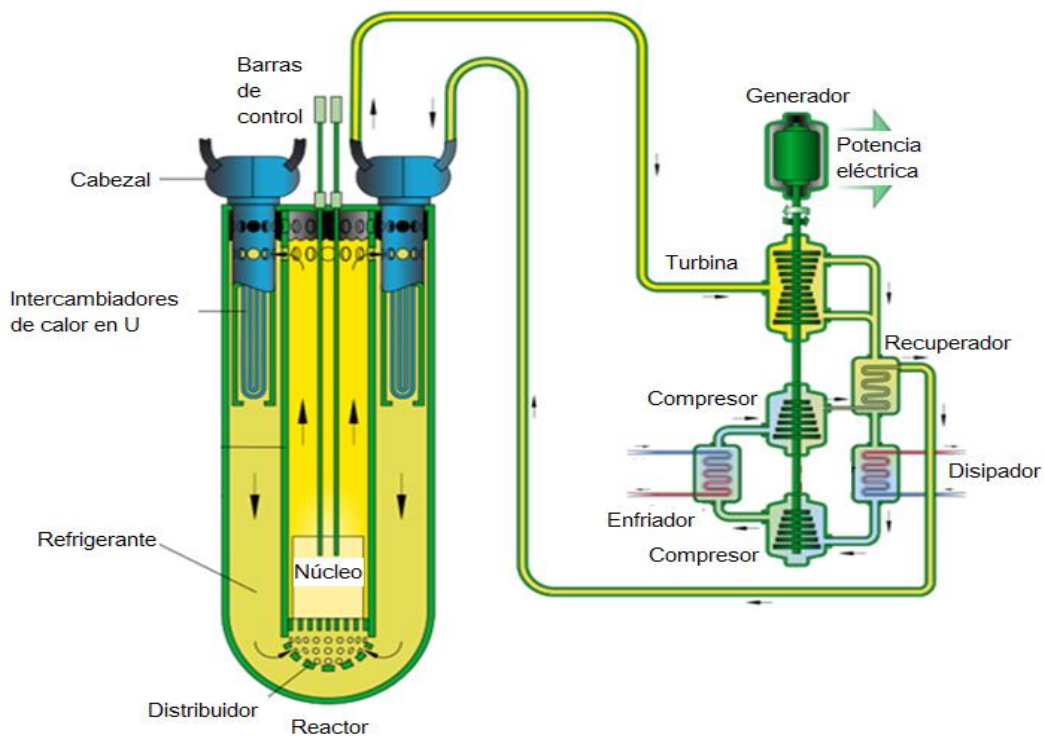 Barras
de
control
Cabezal
Intercambiadores
de calor en U
Refrigerante
Núcleo
Distribuidor
Reactor
Generador
Potencia
eléctrica
Turbina
Recuperador
Compresor
Disipador
Enfriador
Compresor